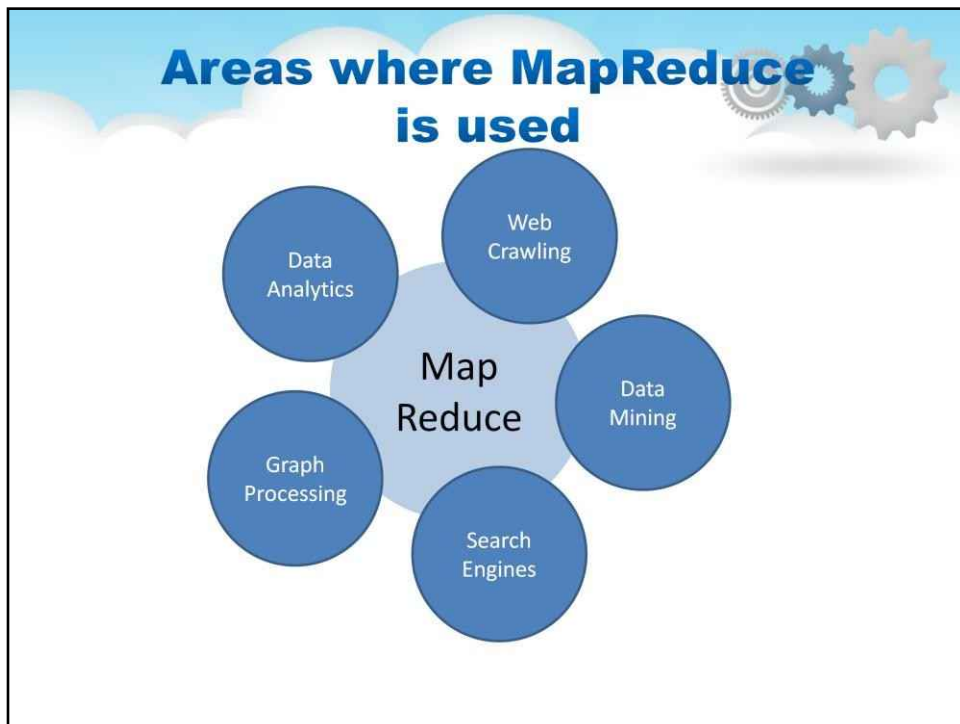 Areas where MapReduce
is used
Web
Crawling
Data
Analytics
Map
Reduce
Data
Mining
Graph
Processing
Search
Engines